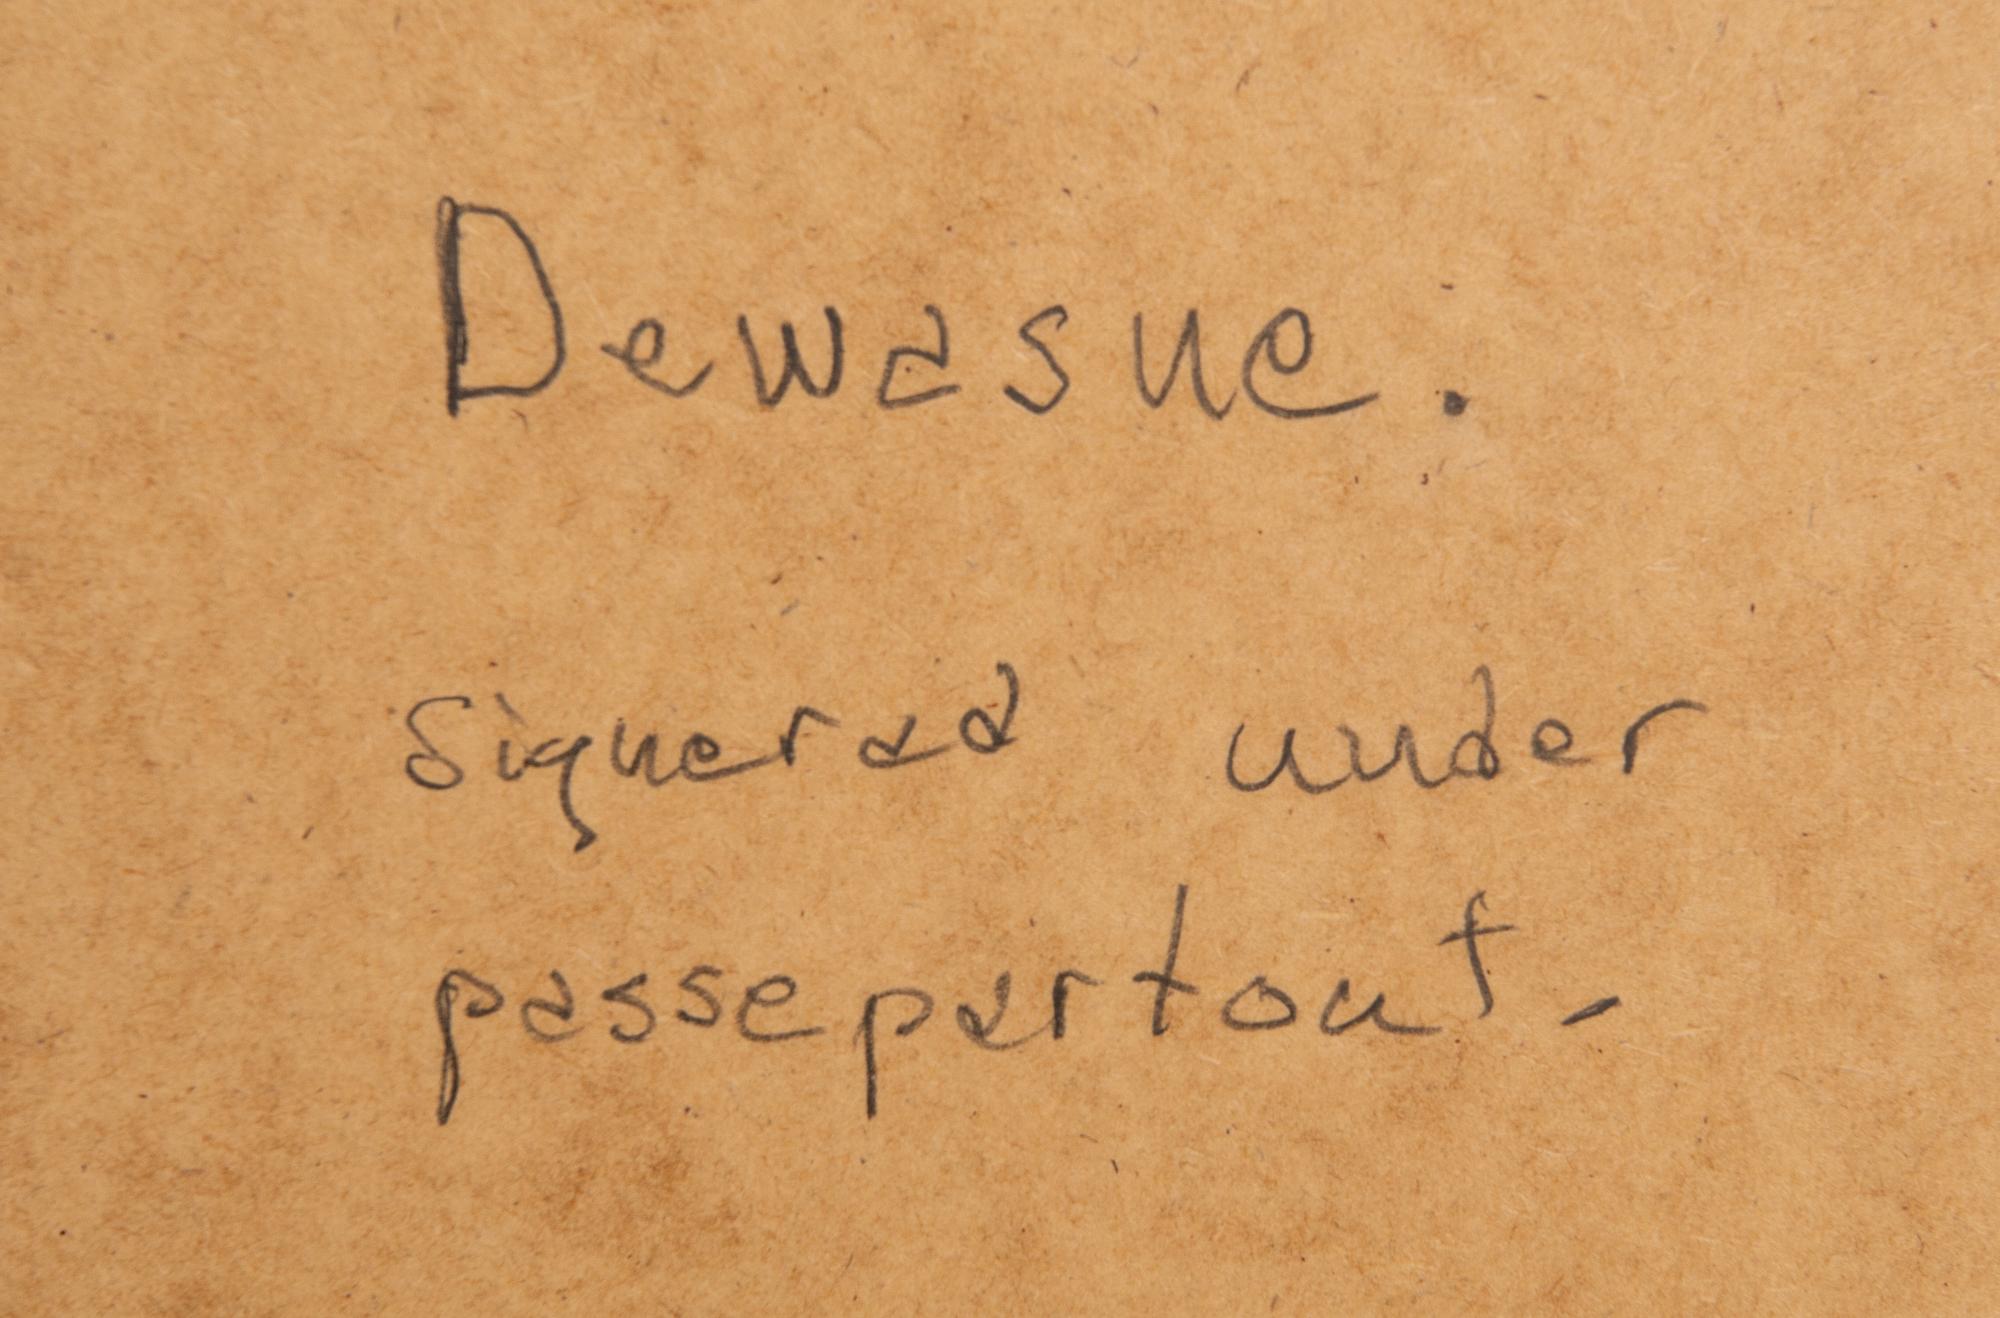 Dewasne.
signerad under
passepartout.